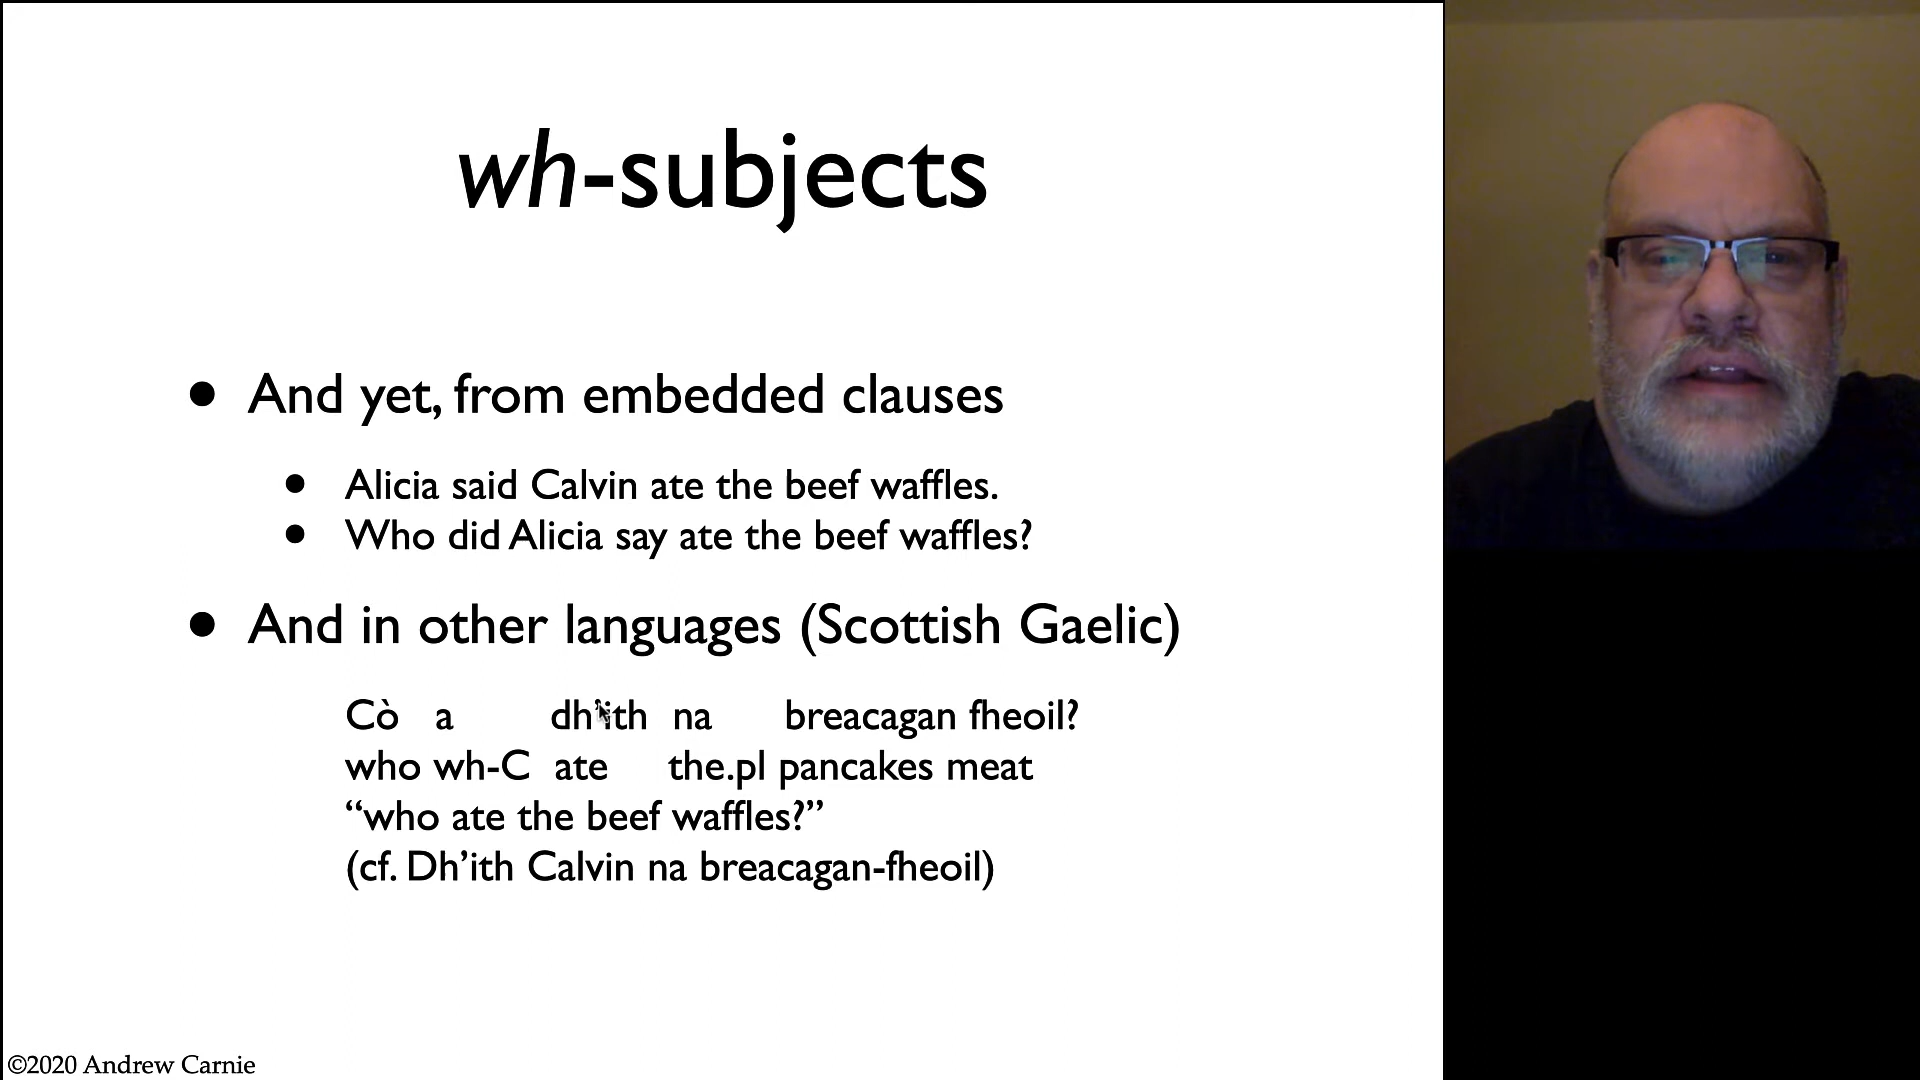 wh-subjects
• And yet, from embedded clauses
• Alicia said Calvin ate the beef waffles.
• Who did Alicia say ate the beef waffles?
• And in other languages (Scottish Gaelic)
Cò a dh’ith na breacagan fheoil?
who wh-C ate the.pl pancakes meat
“who ate the beef waffles?”
(cf. Dh’ith Calvin na breacagan-fheoil)
©2020 Andrew Carnie